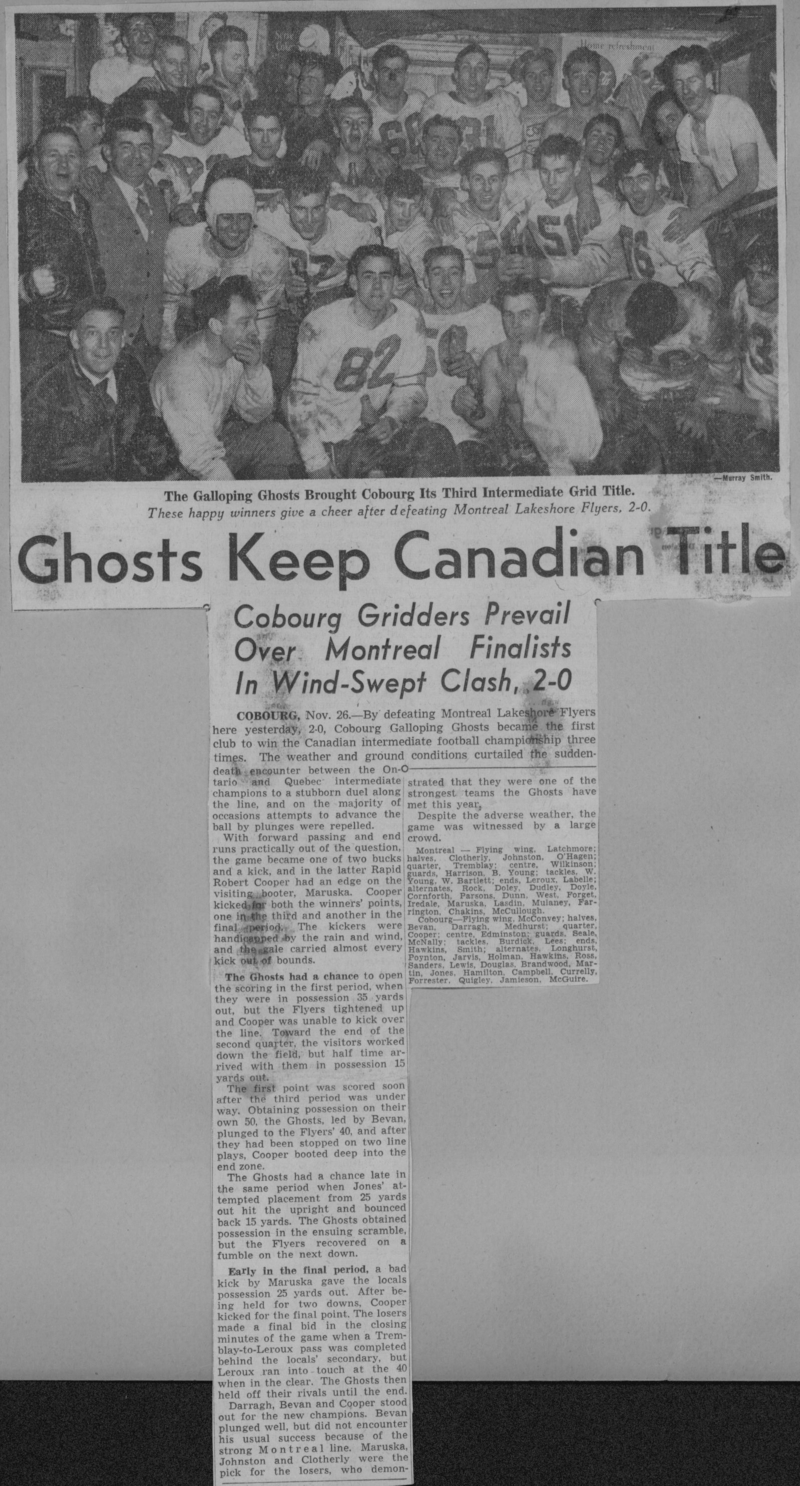 Serve
Coke
Home refreshment
66
31
51
82
3
—Murray Smith.
The Galloping Ghosts Brought Cobourg Its Third Intermediate Grid Title.
These happy winners give a cheer after defeating Montreal Lakeshore Flyers, 2-0.
Ghosts Keep Canadian Title
Cobourg Gridders Prevail
Over Montreal Finalists
In Wind-Swept Clash, 2-0
COBOURG, Nov. 26.—By defeating Montreal Lakeshore Flyers
here yesterday, 2-0, Cobourg Galloping Ghosts became the first
club to win the Canadian intermediate football championship three
times. The weather and ground conditions curtailed the sudden-
death encounter between the On-
tario and Quebec intermediate
champions to a stubborn duel along
the line, and on the majority of
occasions attempts to advance the
ball by plunges were repelled.
With forward passing and end
runs practically out of the question,
the game became one of two bucks
and a kick, and in the latter Rapid
Robert Cooper had an edge on the
visiting booter, Maruska. Cooper
kicked for both the winners' points,
one in the third and another in the
final period. The kickers were
handicapped by the rain and wind,
and the gale carried almost every
kick out of bounds.
The Ghosts had a chance to open
the scoring in the first period, when
they were in possession 35 yards
out, but the Flyers tightened up
and Cooper was unable to kick over
the line. Toward the end of the
second quarter, the visitors worked
down the field, but half time ar-
rived with them in possession 15
yards out.
The first point was scored soon
after the third period was under
way. Obtaining possession on their
own 50, the Ghosts, led by Bevan,
plunged to the Flyers' 40, and after
they had been stopped on two line
plays, Cooper booted deep into the
end zone.
The Ghosts had a chance late in
the same period when Jones' at-
tempted placement from 25 yards
out hit the upright and bounced
back 15 yards. The Ghosts obtained
possession in the ensuing scramble,
but the Flyers recovered on a
fumble on the next down.
Early in the final period, a bad
kick by Maruska gave the locals
possession 25 yards out. After be-
ing held for two downs, Cooper
kicked for the final point. The losers
made a final bid in the closing
minutes of the game when a Trem-
blay-to-Leroux pass was completed
behind the locals' secondary, but
Leroux ran into touch at the 40
when in the clear. The Ghosts then
held off their rivals until the end.
Darragh, Bevan and Cooper stood
out for the new champions. Bevan
plunged well, but did not encounter
his usual success because of the
strong Montreal line. Maruska,
Johnston and Clotherly were the
pick for the losers, who demon-
strated that they were one of the
strongest teams the Ghosts have
met this year.
Despite the adverse weather, the
game was witnessed by a large
crowd.
Montreal — Flying wing, Latchmore;
halves, Clotherly, Johnston, O'Hagen;
quarter, Tremblay; centre, Wilkinson;
guards, Harrison, B. Young; tackles, W.
Young, W. Bartlett; ends, Leroux, Labelle;
alternates, Rock, Doley, Dudley, Doyle,
Cornforth, Parsons, Dunn, West, Forget,
Iredale, Maruska, Lasdin, Mulaney, Far-
rington, Chakins, McCullough.
Cobourg—Flying wing, McConvey; halves,
Bevan, Darragh, Medhurst; quarter,
Cooper; centre, Edminston; guards, Beale,
McNally; tackles, Burdick, Lees; ends,
Hawkins, Smith; alternates, Longhurst,
Poynton, Jarvis, Holman, Hawkins, Ross,
Sanders, Lewis, Douglas, Brandwood, Mar-
tin, Jones, Hamilton, Campbell, Currelly,
Forrester, Quigley, Jamieson, McGuire.